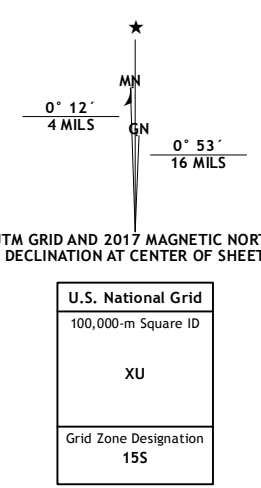 ★
MN
0° 12´
4 MILS
GN
0° 53´
16 MILS
UTM GRID AND 2017 MAGNETIC NORT
DECLINATION AT CENTER OF SHEET
U.S. National Grid
100,000-m Square ID
XU
Grid Zone Designation
15S